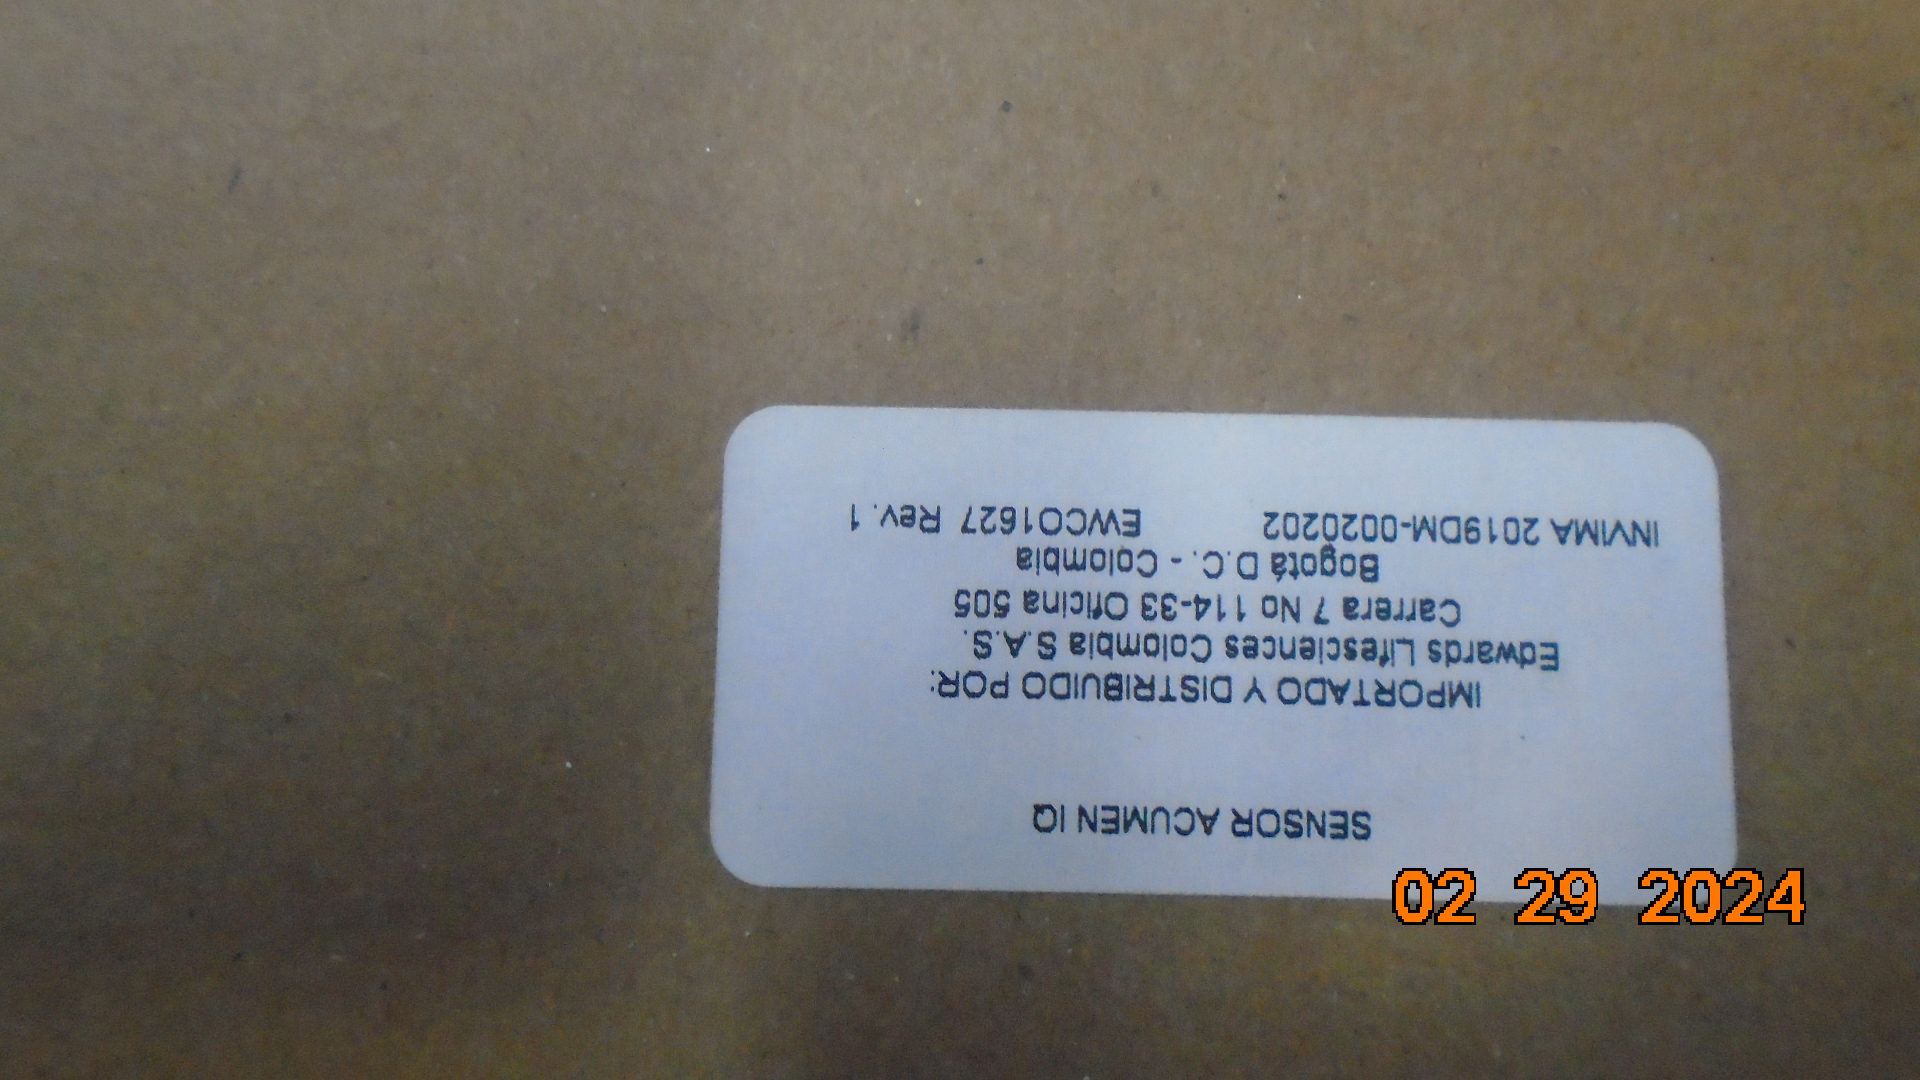 SENSOR ACUMEN IQ
IMPORTADO Y DISTRIBUIDO POR:
Edwards Lifesciences Colombia S.A.S.
Carrera 7 No 114-33 Oficina 505
Bogotá D.C. - Colombia
INVIMA 2019DM-0020202 EWCO1627 Rev. 1
02 29 2024